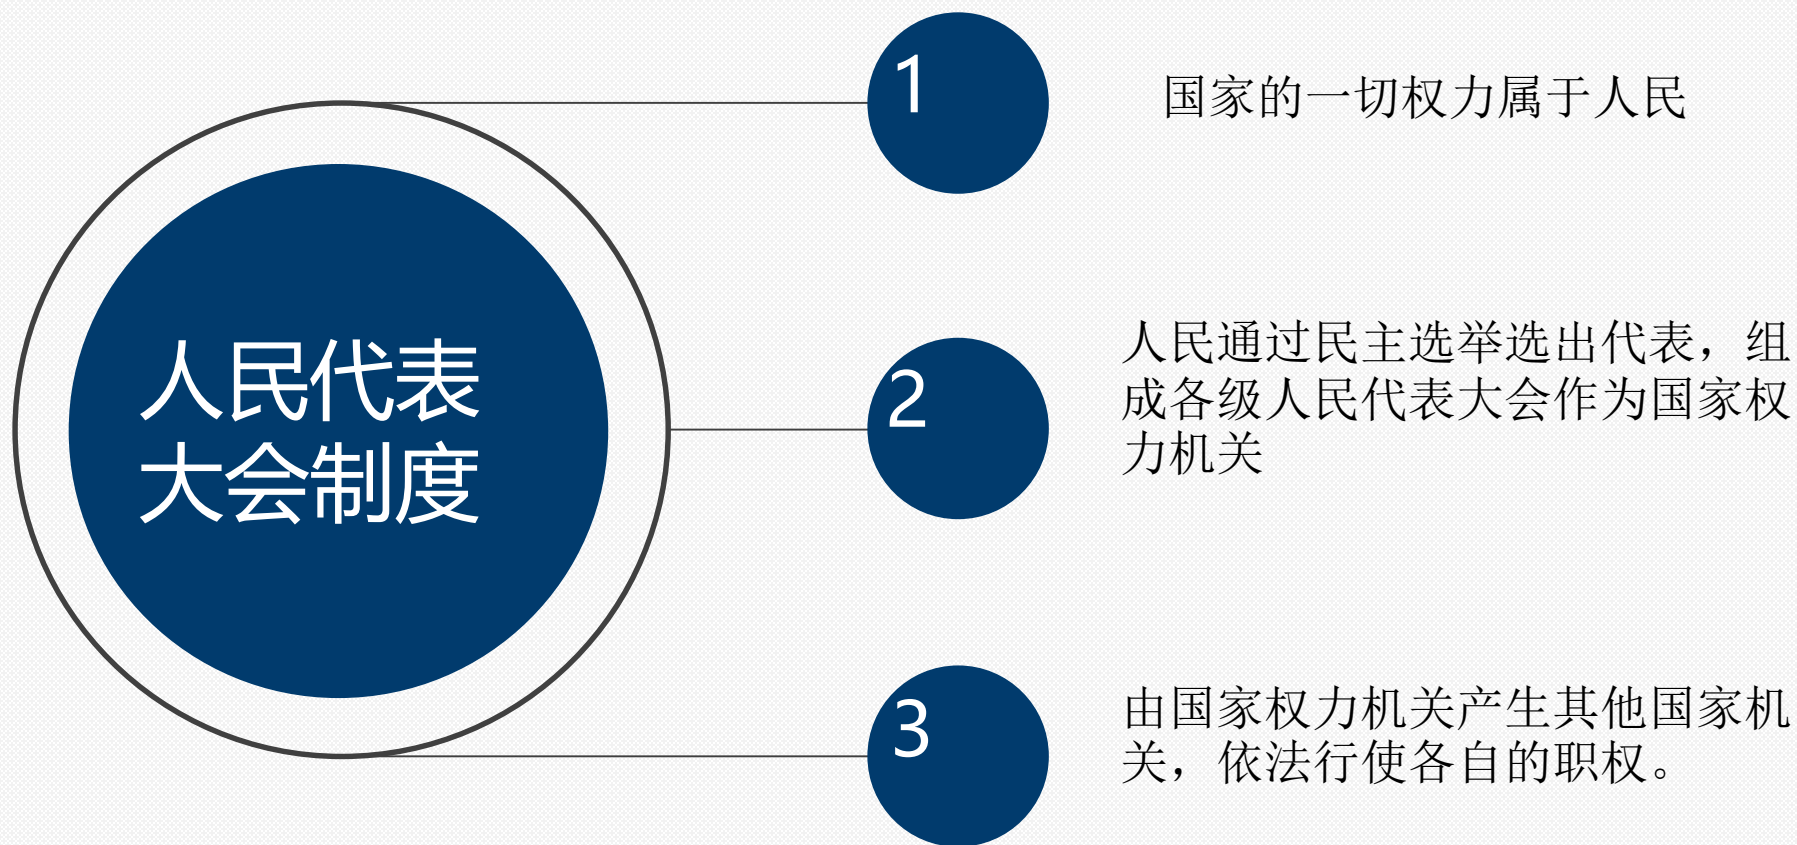 人民代表
大会制度
1
国家的一切权力属于人民
2
人民通过民主选举选出代表，组
成各级人民代表大会作为国家权
力机关
3
由国家权力机关产生其他国家机
关，依法行使各自的职权。